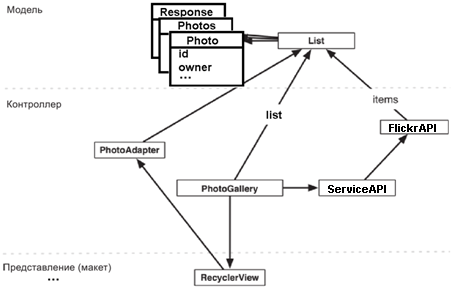 Модель
Response
Photos
Photo
id
owner
...
List
Контроллер
items
list
FlickrAPI
PhotoAdapter
PhotoGallery
ServiceAPI
Представление (макет)
...
RecyclerView